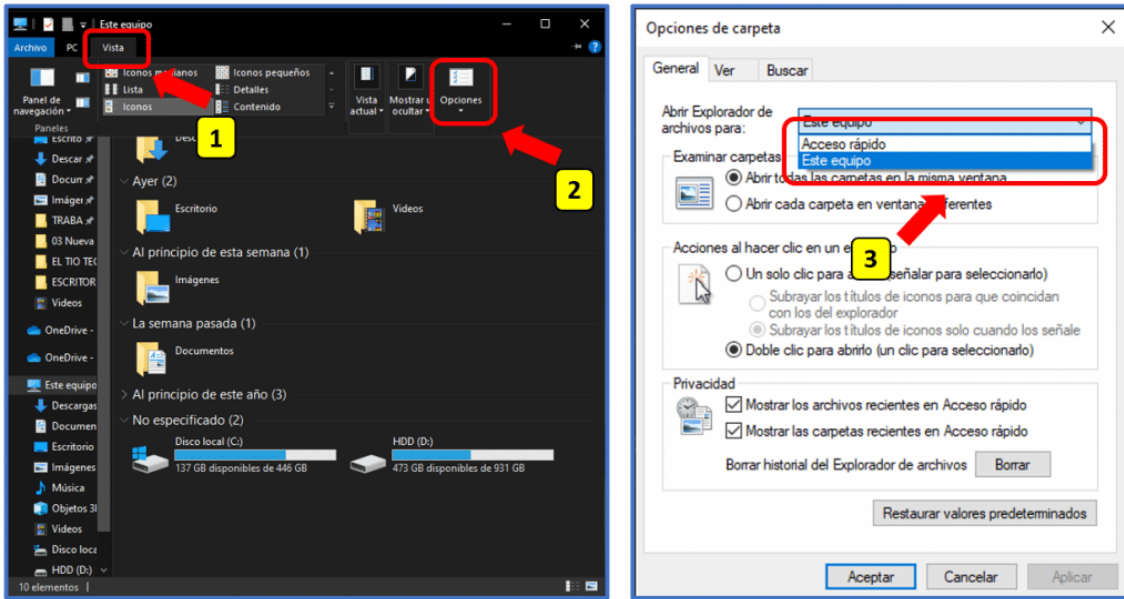 Este equipo
Archivo PC Vista
Panel de navegación
Paneles
Iconos medianos
Iconos pequeños
Lista
Detalles
Iconos
Contenido
Vista actual
Mostrar u ocultar
Opciones
1
2
Escrito
Descar
Docum
Imáger
TRABA
03 Nueva
EL TIO TEC
ESCRITOR
Videos
OneDrive -
OneDrive -
Este equipo
Descargas
Documen
Escritorio
Imágenes
Música
Objetos 3
Videos
Disco loca
HDD (D:)
Ayer (2)
Escritorio
Videos
Al principio de esta semana (1)
Imágenes
La semana pasada (1)
Documentos
Al principio de este año (3)
No especificado (2)
Disco local (C:)
137 GB disponibles de 446 GB
HDD (D:)
473 GB disponibles de 931 GB
10 elementos
Opciones de carpeta
General Ver Buscar
Abrir Explorador de
archivos para:
Este equipo
Acceso rápido
Este equipo
Examinar carpetas
Abrir todas las carpetas en la misma ventana
Abrir cada carpeta en ventanas diferentes
3
Acciones al hacer clic en un
Un solo clic para (señalar para seleccionarlo)
Subrayar los títulos de iconos para que coincidan
con los del explorador
Subrayar los títulos de iconos solo cuando los señale
Doble clic para abrirlo (un clic para seleccionarlo)
Privacidad
Mostrar los archivos recientes en Acceso rápido
Mostrar las carpetas recientes en Acceso rápido
Borrar historial del Explorador de archivos
Borrar
Restaurar valores predeterminados
Aceptar
Cancelar
Aplicar